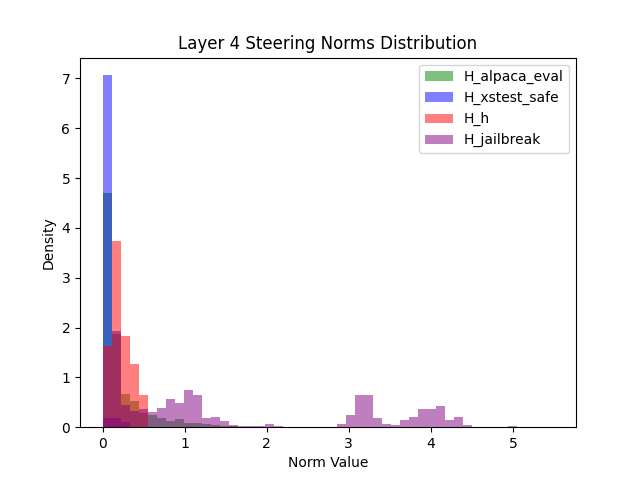 Layer 4 Steering Norms Distribution
H_alpaca_eval
H_xstest_safe
H_h
H_jailbreak
Density
7
6
5
4
3
2
1
0
0 1 2 3 4 5
Norm Value